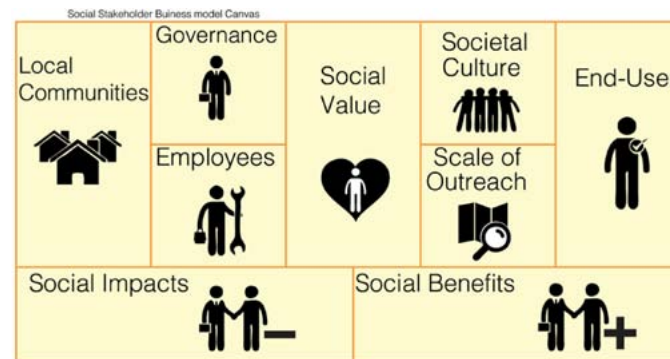 Social Stakeholder Buiness model Canvas
Local
Communities
Governance
Employees
Social
Value
Societal
Culture
Scale of
Outreach
End-Use
Social Impacts
Social Benefits